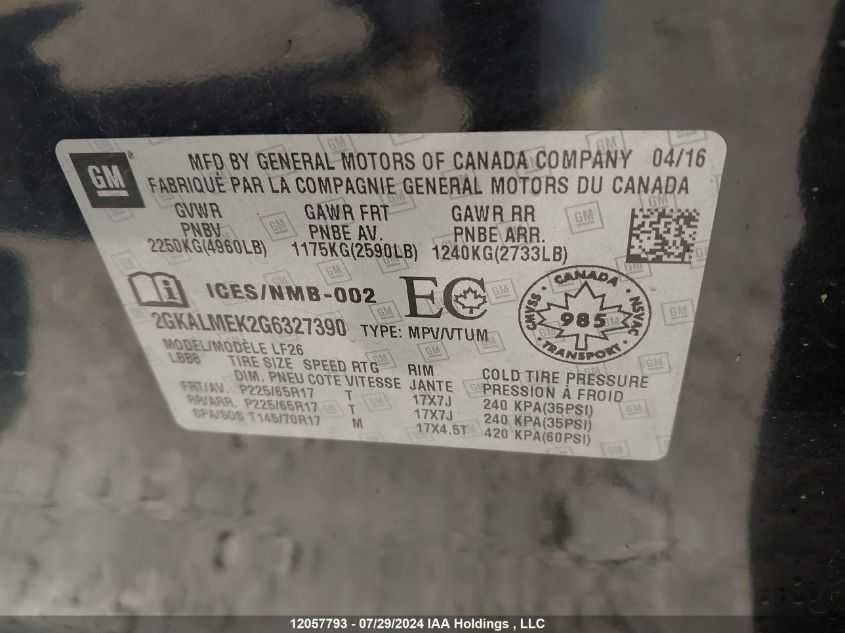 GM
MFD BY GENERAL MOTORS OF CANADA COMPANY 04/16
FABRIQUÉ PAR LA COMPAGNIE GENERAL MOTORS DU CANADA
GVWR GAWR FRT GAWR RR
PNBV PNBE AV. PNBE ARR.
2250KG(4960LB) 1175KG(2590LB) 1240KG(2733LB)
ICES/NMB-002 EC
CANADA CMVSS 985 NSVAC TRANSPORT
2GKALMEK2G6327390 TYPE: MPV/VTUM
MODEL/MODÈLE LF26
LBBB TIRE SIZE SPEED RTG RIM COLD TIRE PRESSURE
DIM. PNEU COTE VITESSE JANTE PRESSION À FROID
FRT/AV. P225/65R17 T 17X7J 240 KPA(35PSI)
RR/ARR. P225/65R17 T 17X7J 240 KPA(35PSI)
SPA/SOS T145/70R17 M 17X4.5T 420 KPA(60PSI)
12057793 - 07/29/2024 IAA Holdings , LLC